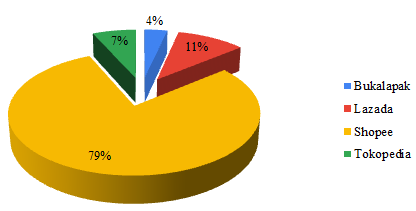 4%
7%
11%
79%
Bukalapak
Lazada
Shopee
Tokopedia